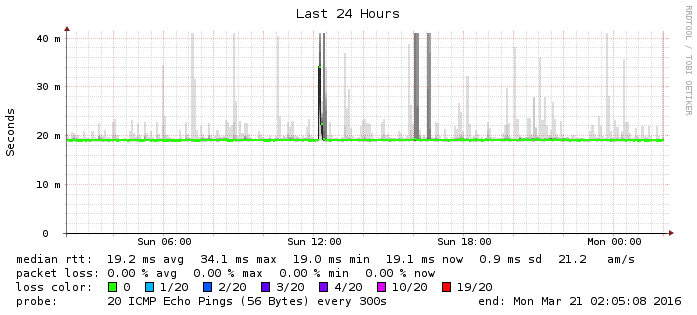 Last 24 Hours
RRDTOOL / TOBI OETIKER
Seconds
40 m
30 m
20 m
10 m
0
Sun 06:00 Sun 12:00 Sun 18:00 Mon 00:00
median rtt: 19.2 ms avg 34.1 ms max 19.0 ms min 19.1 ms now 0.9 ms sd 21.2 am/s
packet loss: 0.00 % avg 0.00 % max 0.00 % min 0.00 % now
loss color: 0 1/20 2/20 3/20 4/20 10/20 19/20
probe: 20 ICMP Echo Pings (56 Bytes) every 300s end: Mon Mar 21 02:05:08 2016